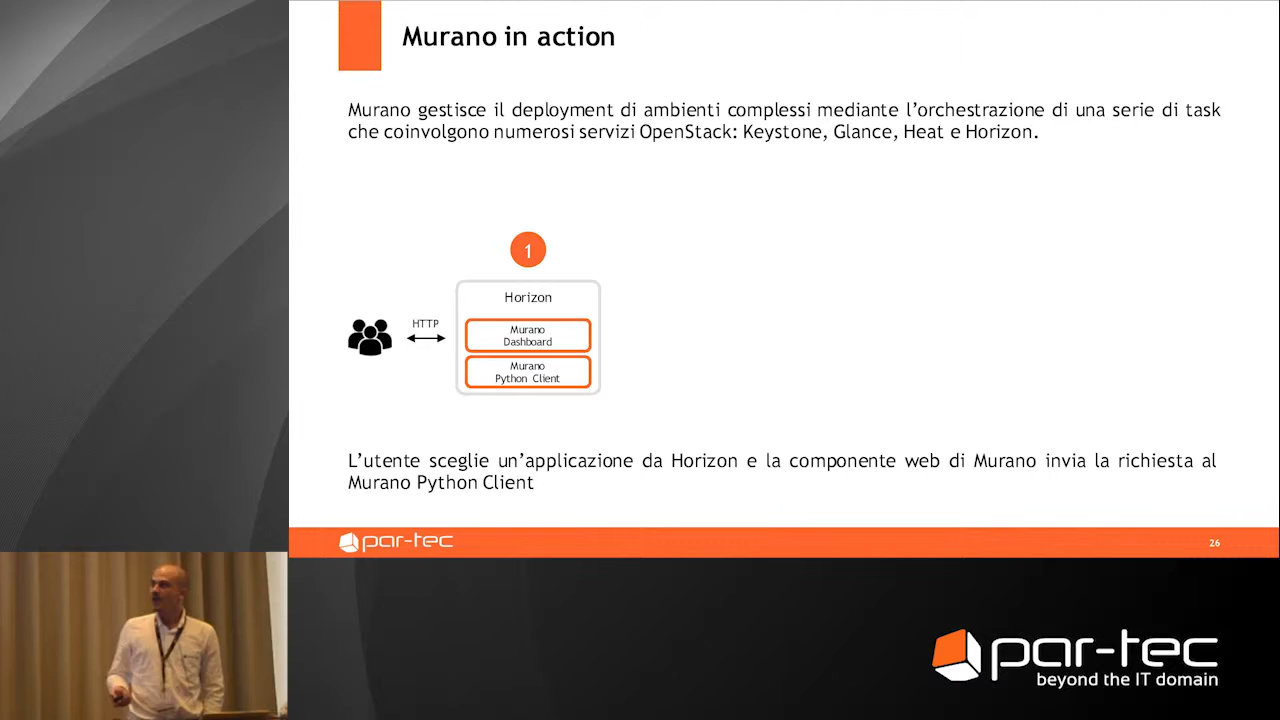 Murano in action
Murano gestisce il deployment di ambienti complessi mediante l’orchestrazione di una serie di task
che coinvolgono numerosi servizi OpenStack: Keystone, Glance, Heat e Horizon.
1
Horizon
HTTP
Murano
Dashboard
Murano
Python Client
L’utente sceglie un’applicazione da Horizon e la componente web di Murano invia la richiesta al
Murano Python Client
par-tec
26
par-tec
beyond the IT domain